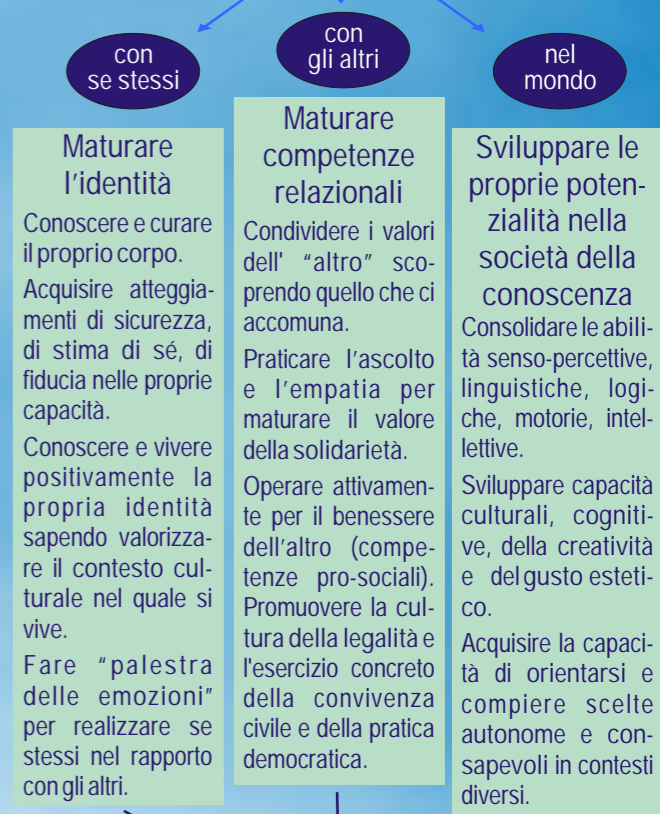 con
se stessi
Maturare
l'identità
Conoscere e curare
il proprio corpo.
Acquisire atteggia-
menti di sicurezza,
di stima di sé, di
fiducia nelle proprie
capacità.
Conoscere e vivere
positivamente la
propria identità
sapendo valorizza-
re il contesto cul-
turale nel quale si
vive.
Fare “palestra
delle emozioni”
per realizzare se
stessi nel rapporto
con gli altri.
con
gli altri
Maturare
competenze
relazionali
Condividere i valori
dell' “altro” sco-
prendo quello che ci
accomuna.
Praticare l'ascolto
e l'empatia per
maturare il valore
della solidarietà.
Operare attivamen-
te per il benessere
dell'altro (compe-
tenze pro-sociali).
Promuovere la cul-
tura della legalità e
l'esercizio concreto
della convivenza
civile e della pratica
democratica.
nel
mondo
Sviluppare le
proprie poten-
zialità nella
società della
conoscenza
Consolidare le abili-
tà senso-percettive,
linguistiche, logi-
che, motorie, intel-
lettive.
Sviluppare capacità
culturali, cogniti-
ve, della creatività
e del gusto esteti-
co.
Acquisire la capaci-
tà di orientarsi e
compiere scelte
autonome e con-
sapevoli in contesti
diversi.